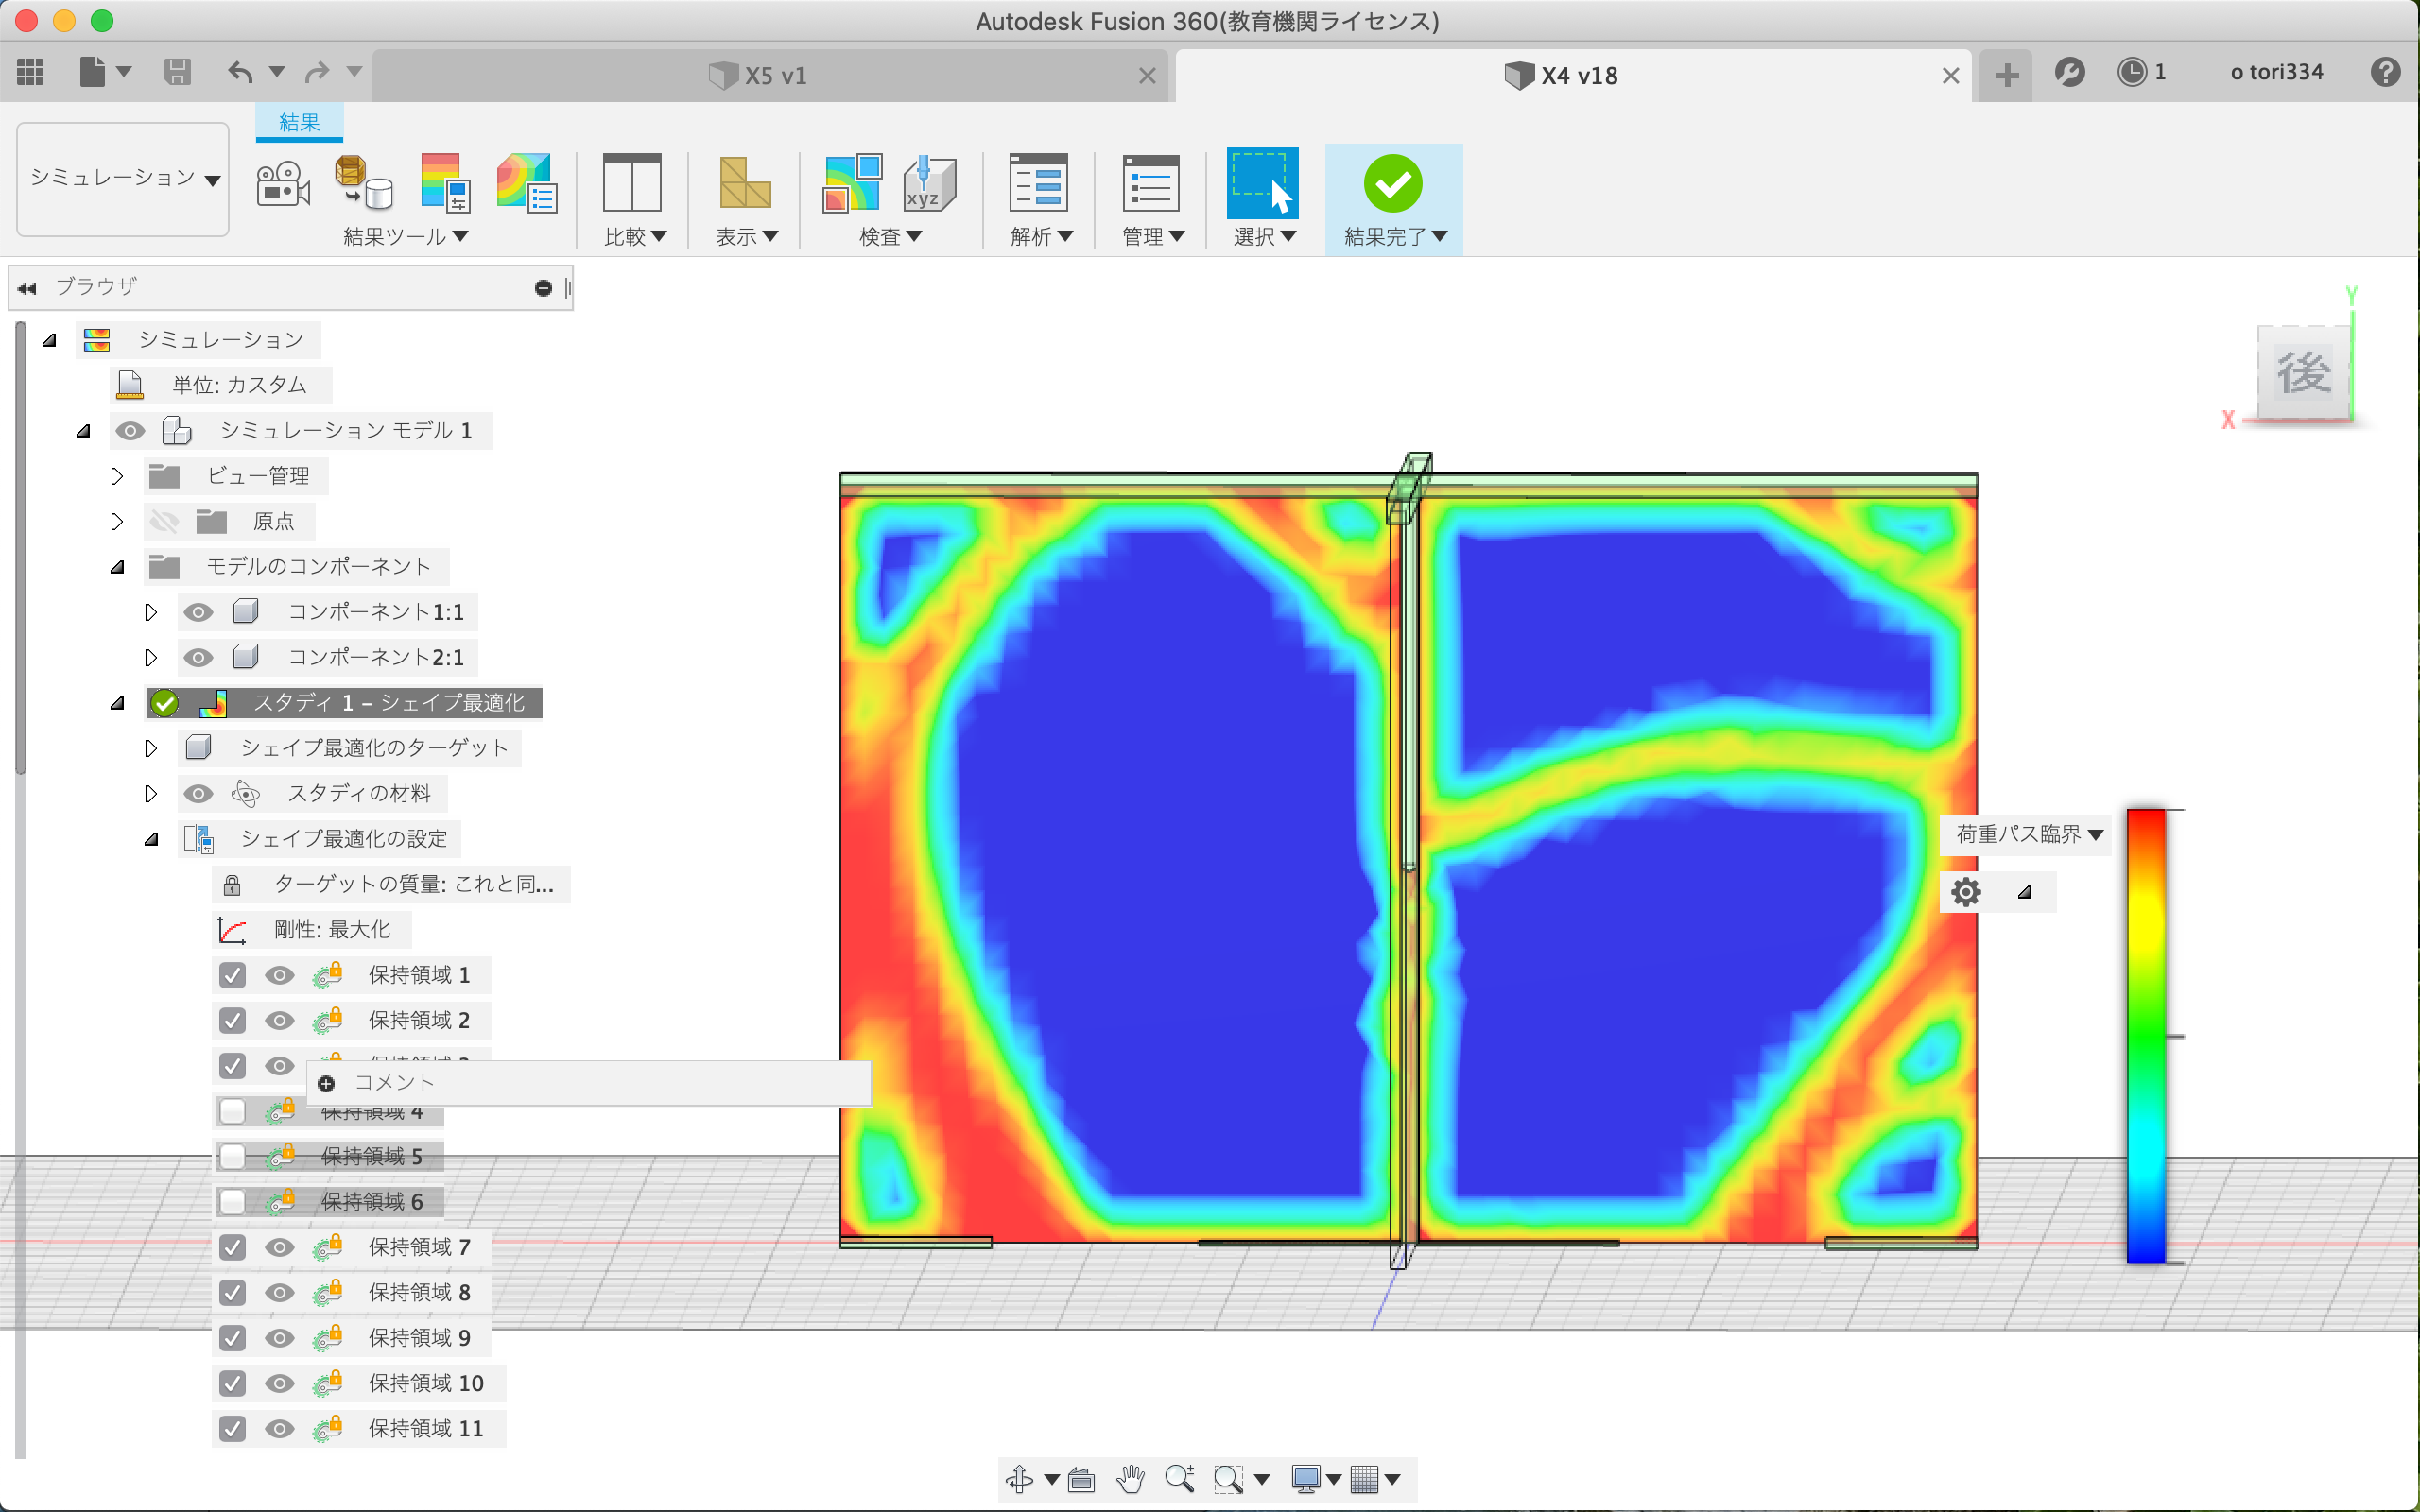 Autodesk Fusion 360(教育機関ライセンス)
X5 v1
X4 v18
1
o tori334
結果
シミュレーション
xyz
結果ツール
比較
表示
検査
解析
管理
選択
結果完了
ブラウザ
シミュレーション
単位: カスタム
シミュレーション モデル 1
ビュー管理
原点
モデルのコンポーネント
コンポーネント1:1
コンポーネント2:1
スタディ 1 – シェイプ最適化
シェイプ最適化のターゲット
スタディの材料
シェイプ最適化の設定
ターゲットの質量: これと同...
剛性: 最大化
保持領域 1
保持領域 2
コメント
保持領域 4
保持領域 5
保持領域 6
保持領域 7
保持領域 8
保持領域 9
保持領域 10
保持領域 11
Y
後
X
荷重パス臨界